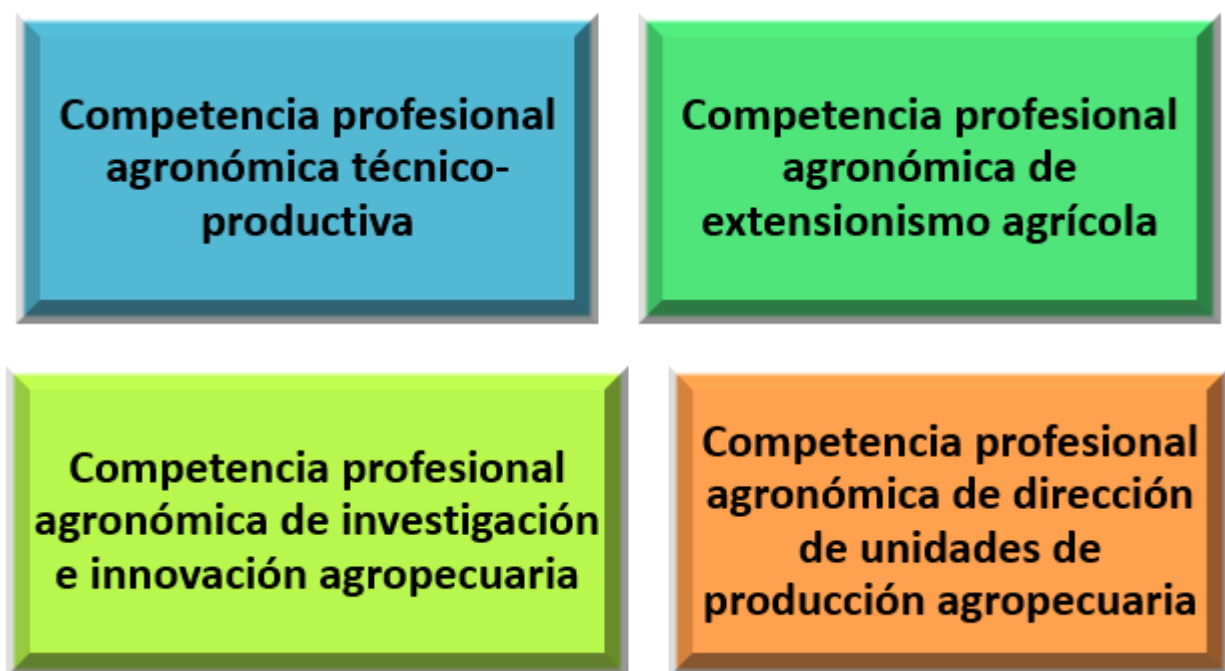 Competencia profesional
agronómica técnico-
productiva
Competencia profesional
agronómica de
extensionismo agrícola
Competencia profesional
agronómica de investigación
e innovación agropecuaria
Competencia profesional
agronómica de dirección
de unidades de
producción agropecuaria